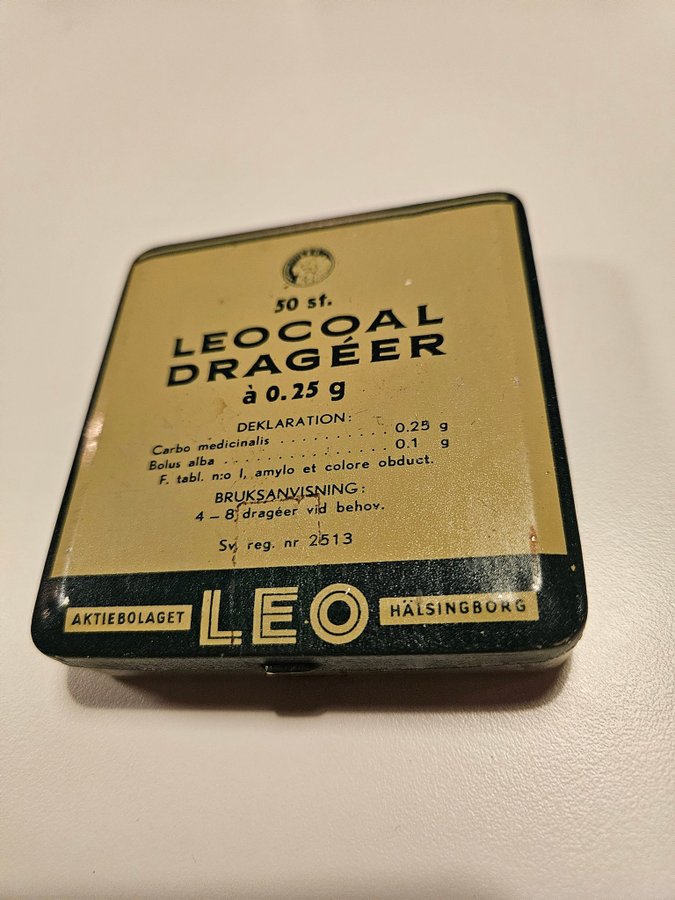 50 st.
LEOCOAL
DRAGÉER
à 0.25 g
DEKLARATION:
Carbo medicinalis . . . . . . . . . . . 0.25 g
Bolus alba . . . . . . . . . . . . . . . . . 0.1 g
F. tabl. n:o I, amylo et colore obduct.
BRUKSANVISNING:
4 – 8 dragéer vid behov.
Sv. reg. nr 2513
AKTIEBOLAGET LEO HÄLSINGBORG